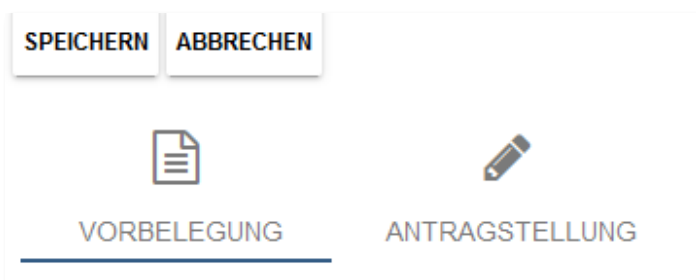 SPEICHERN ABBRECHEN
VORBELEGUNG ANTRAGSTELLUNG